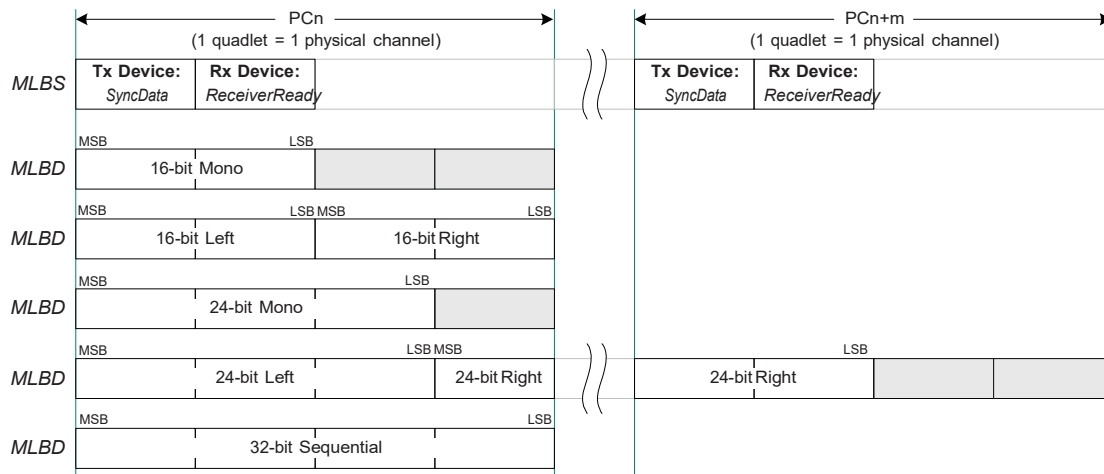 PCn
(1 quadlet = 1 physical channel)
PCn+m
(1 quadlet = 1 physical channel)
MLBS
Tx Device:
SyncData
Rx Device:
ReceiverReady
Tx Device:
SyncData
Rx Device:
ReceiverReady
MSB LSB
MLBD 16-bit Mono
MSB LSB MSB LSB
MLBD 16-bit Left 16-bit Right
MSB LSB
MLBD 24-bit Mono
MSB LSB MSB LSB
MLBD 24-bit Left 24-bit Right 24-bit Right
MSB LSB
MLBD 32-bit Sequential